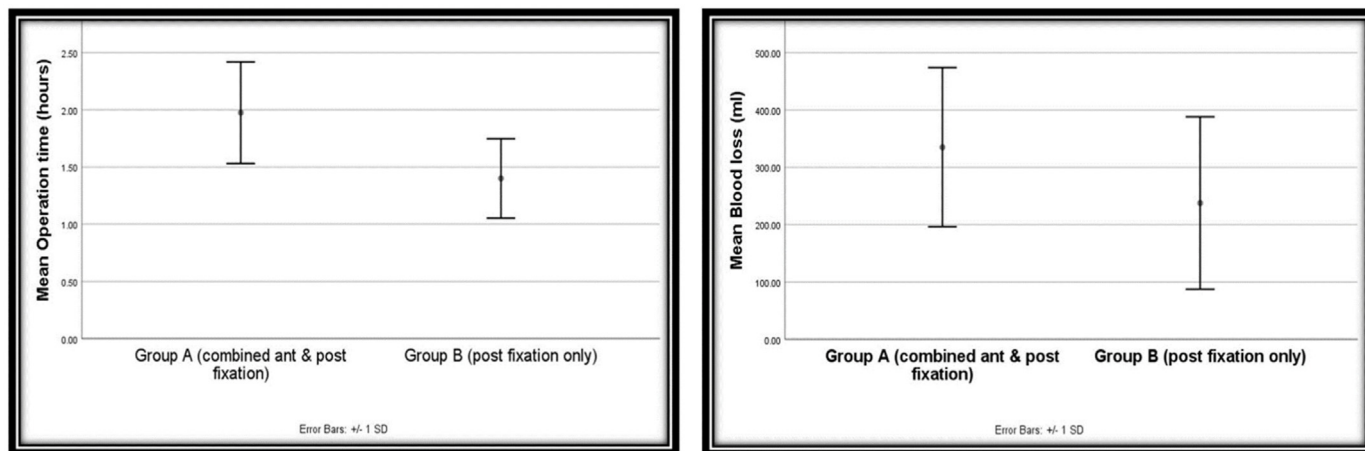 Mean Operation time (hours)
2.50
2.00
1.50
1.00
0.50
0.00
Group A (combined ant & post
fixation)
Group B (post fixation only)
Error Bars: +/- 1 SD
Mean Blood loss (ml)
500.00
400.00
300.00
200.00
100.00
0.00
Group A (combined ant & post
fixation)
Group B (post fixation only)
Error Bars: +/- 1 SD